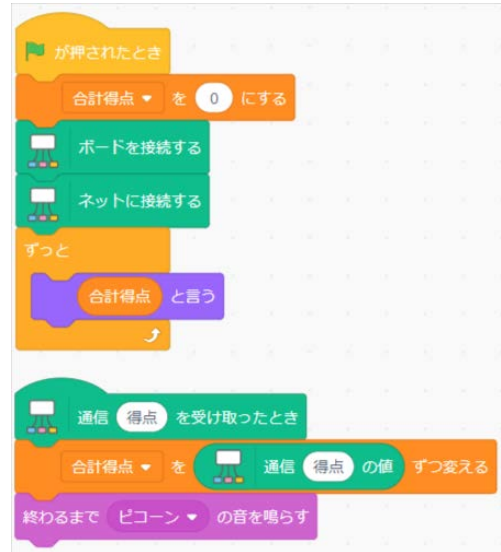 が押されたとき
合計得点 を 0 にする
ボードを接続する
ネットに接続する
ずっと
合計得点 と言う
通信 得点 を受け取ったとき
合計得点 を 通信 得点 の値 ずつ変える
終わるまで ピコーン の音を鳴らす